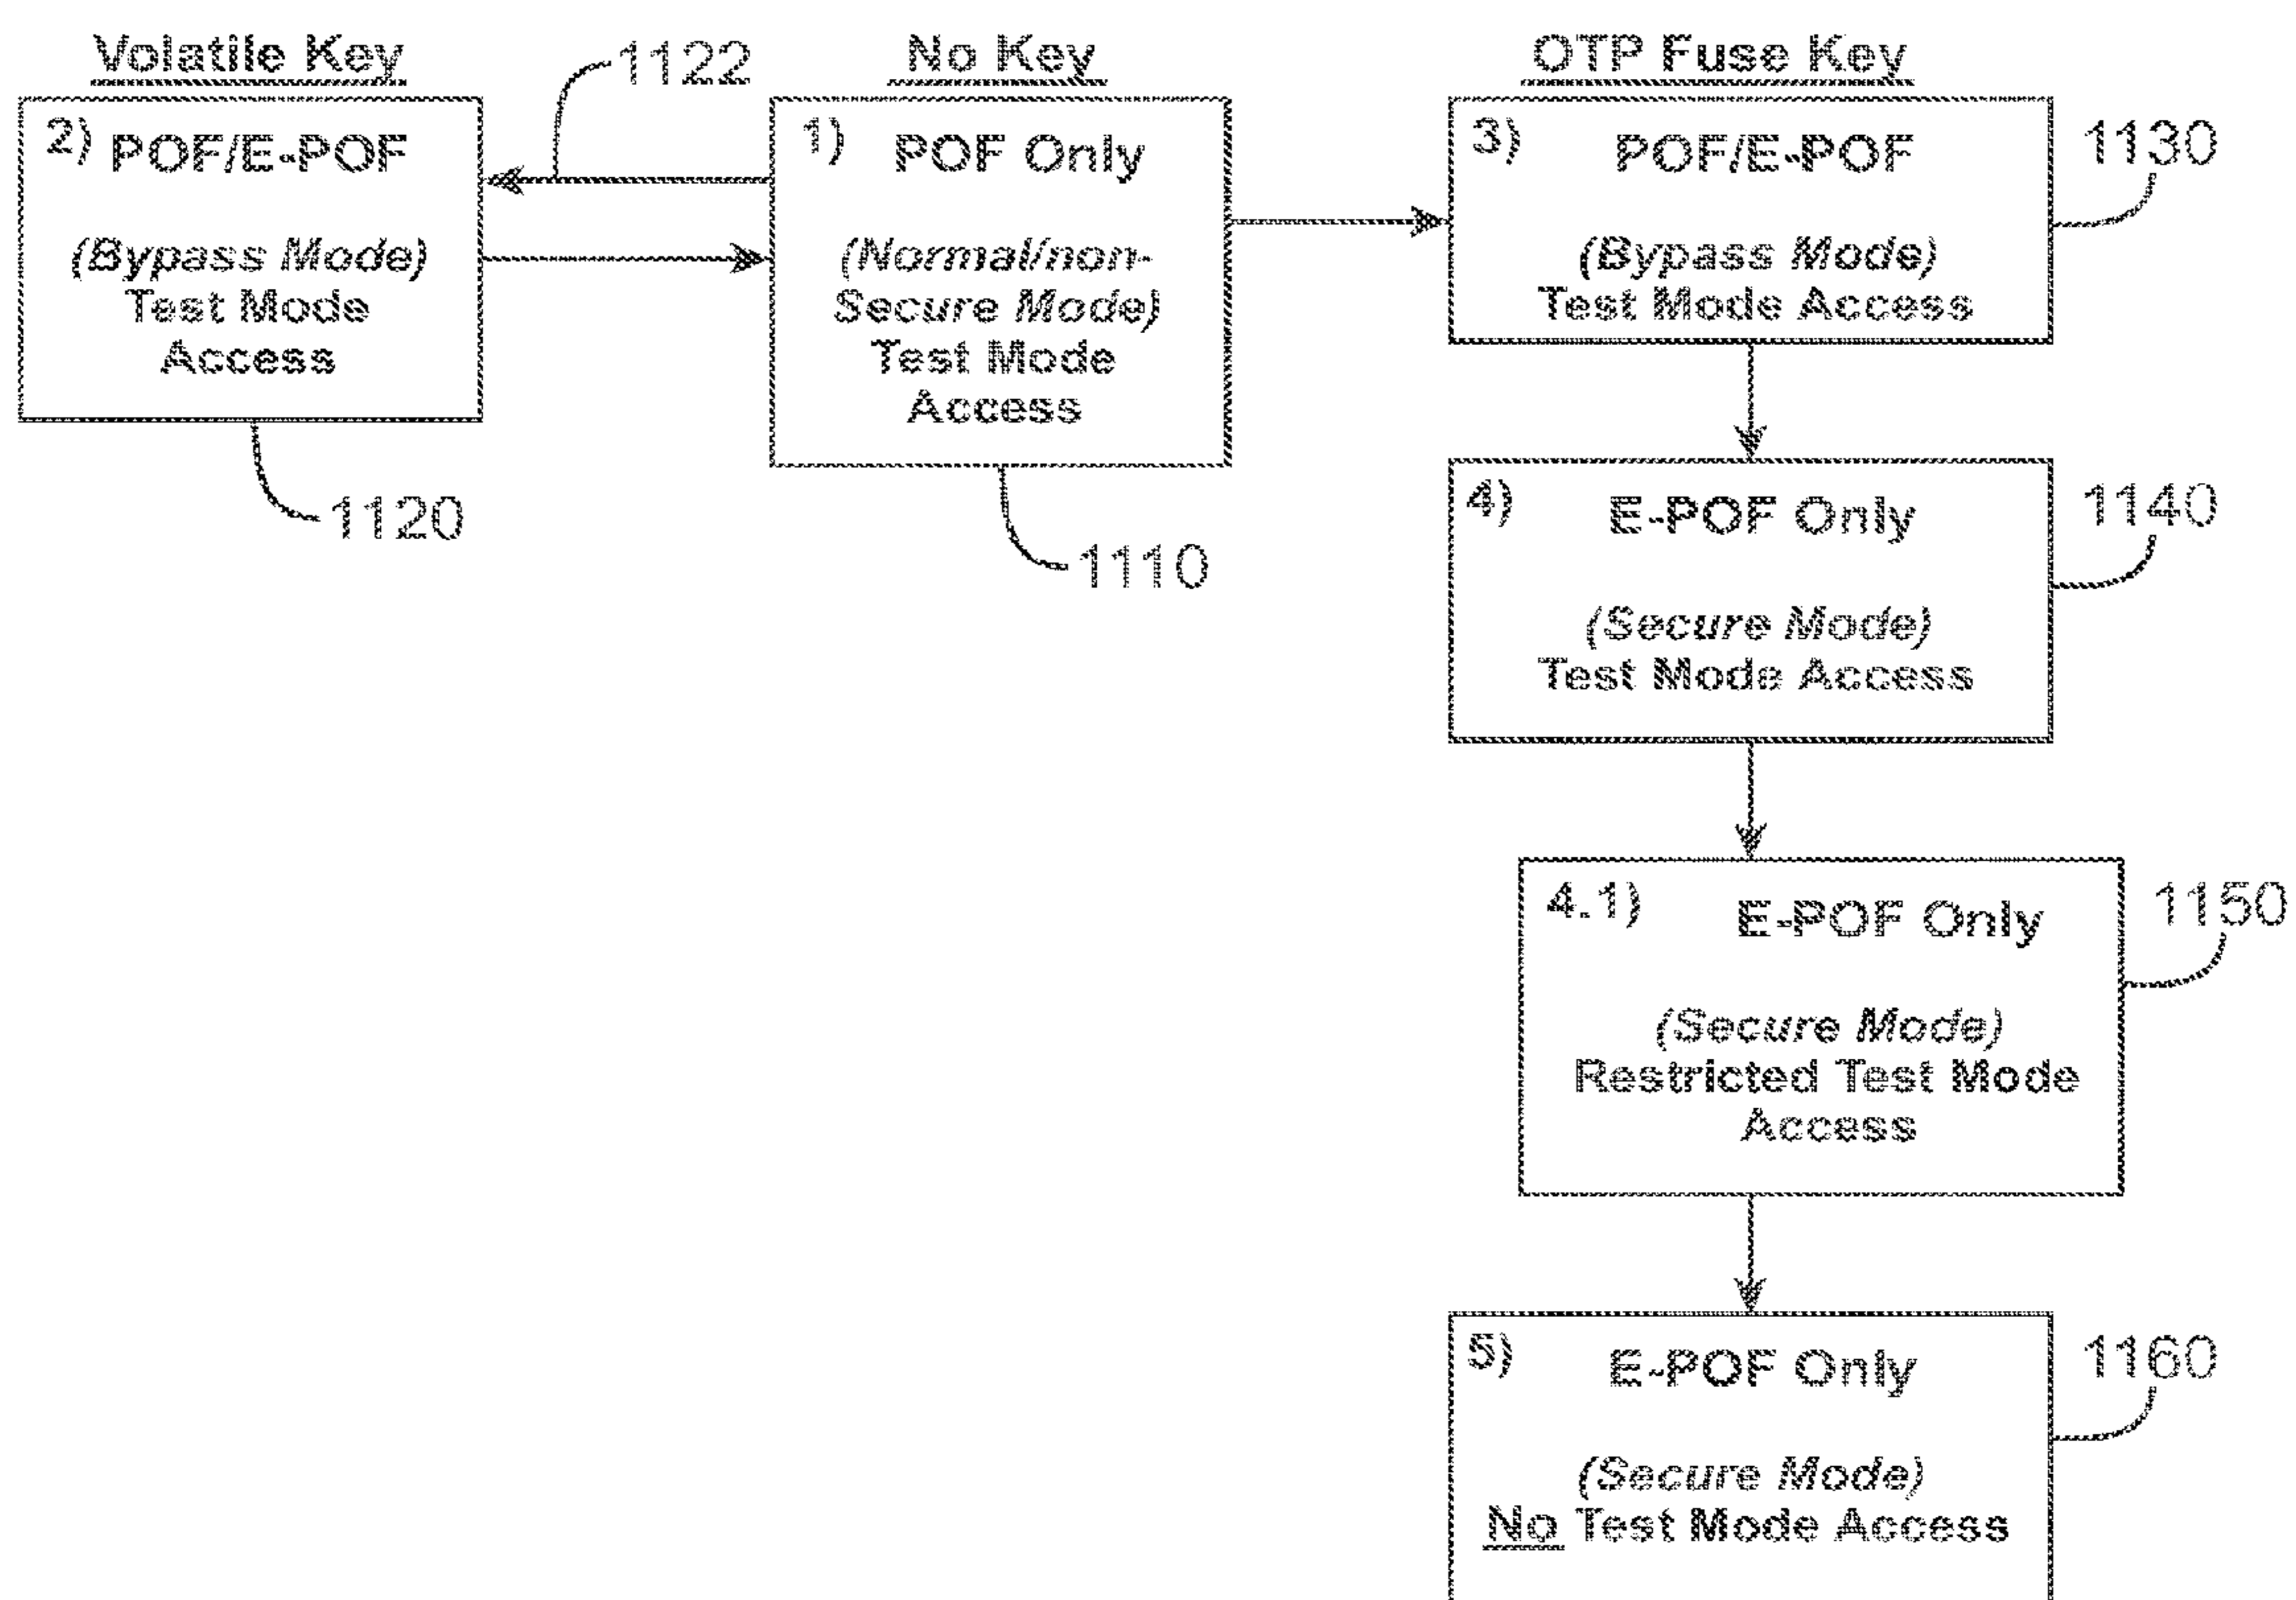 Volatile Key
1122
No Key
OTP Fuse Key
2) POF/E-POF
(Bypass Mode)
Test Mode
Access
1120
1) POF Only
(Normal/non-
Secure Mode)
Test Mode
Access
1110
3) POF/E-POF
(Bypass Mode)
Test Mode Access
1130
4) E-POF Only
(Secure Mode)
Test Mode Access
1140
4.1) E-POF Only
(Secure Mode)
Restricted Test Mode
Access
1150
5) E-POF Only
(Secure Mode)
No Test Mode Access
1160